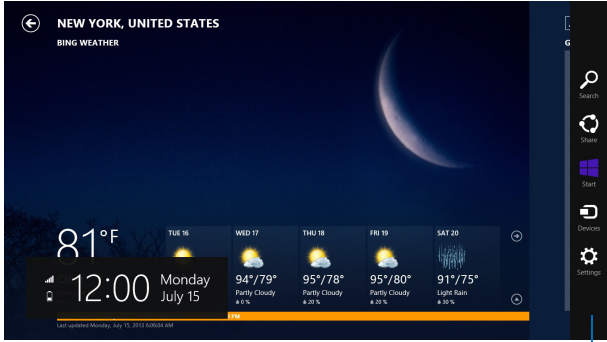 NEW YORK, UNITED STATES
BING WEATHER
G
Search
Share
Start
Devices
Settings
81°F
TUE 16
WED 17
94°/79°
Partly Cloudy
0 %
THU 18
95°/78°
Partly Cloudy
20 %
FRI 19
95°/80°
Partly Cloudy
20 %
SAT 20
91°/75°
Light Rain
30 %
12:00
Monday
July 15
PM
Last updated Monday, July 15, 2013 6:06:04 AM